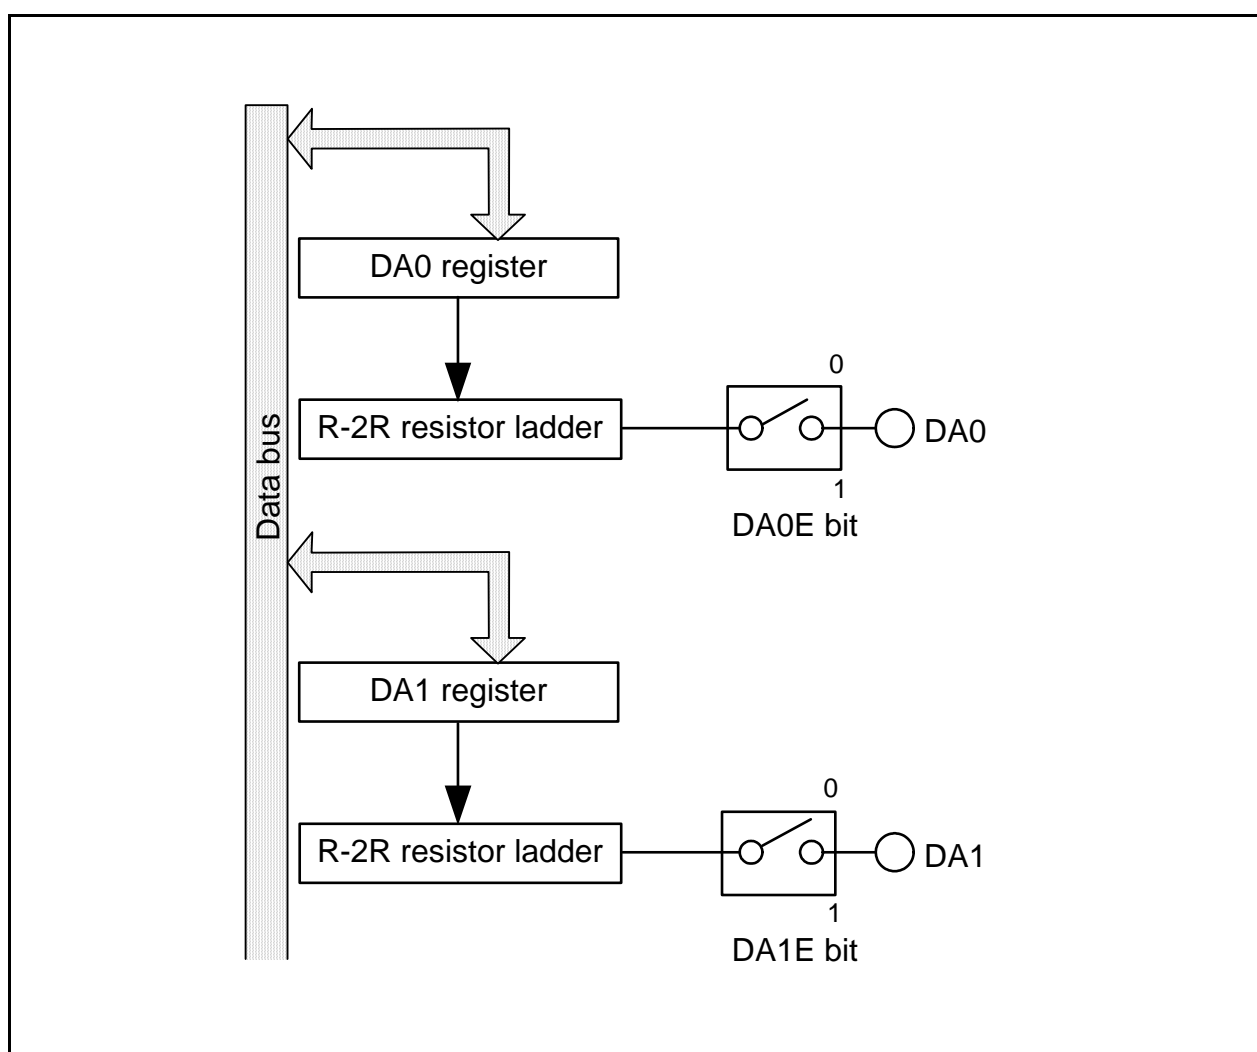 DA0 register
R-2R resistor ladder
0
DA0
1
DA0E bit
Data bus
DA1 register
R-2R resistor ladder
0
DA1
1
DA1E bit